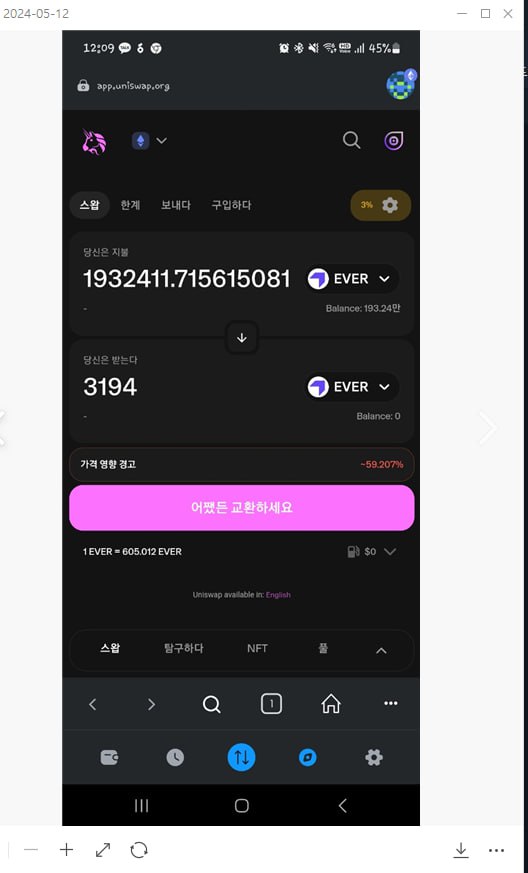 2024-05-12
12:09
45%
app.uniswap.org
스왑 한계 보내다 구입하다 3%
당신은 지불
1932411.715615081 EVER
- Balance: 193.24만
당신은 받는다
3194 EVER
- Balance: 0
가격 영향 경고 ~59.207%
어쨌든 교환하세요
1 EVER = 605.012 EVER $0
Uniswap available in: English
스왑 탐구하다 NFT 풀
1